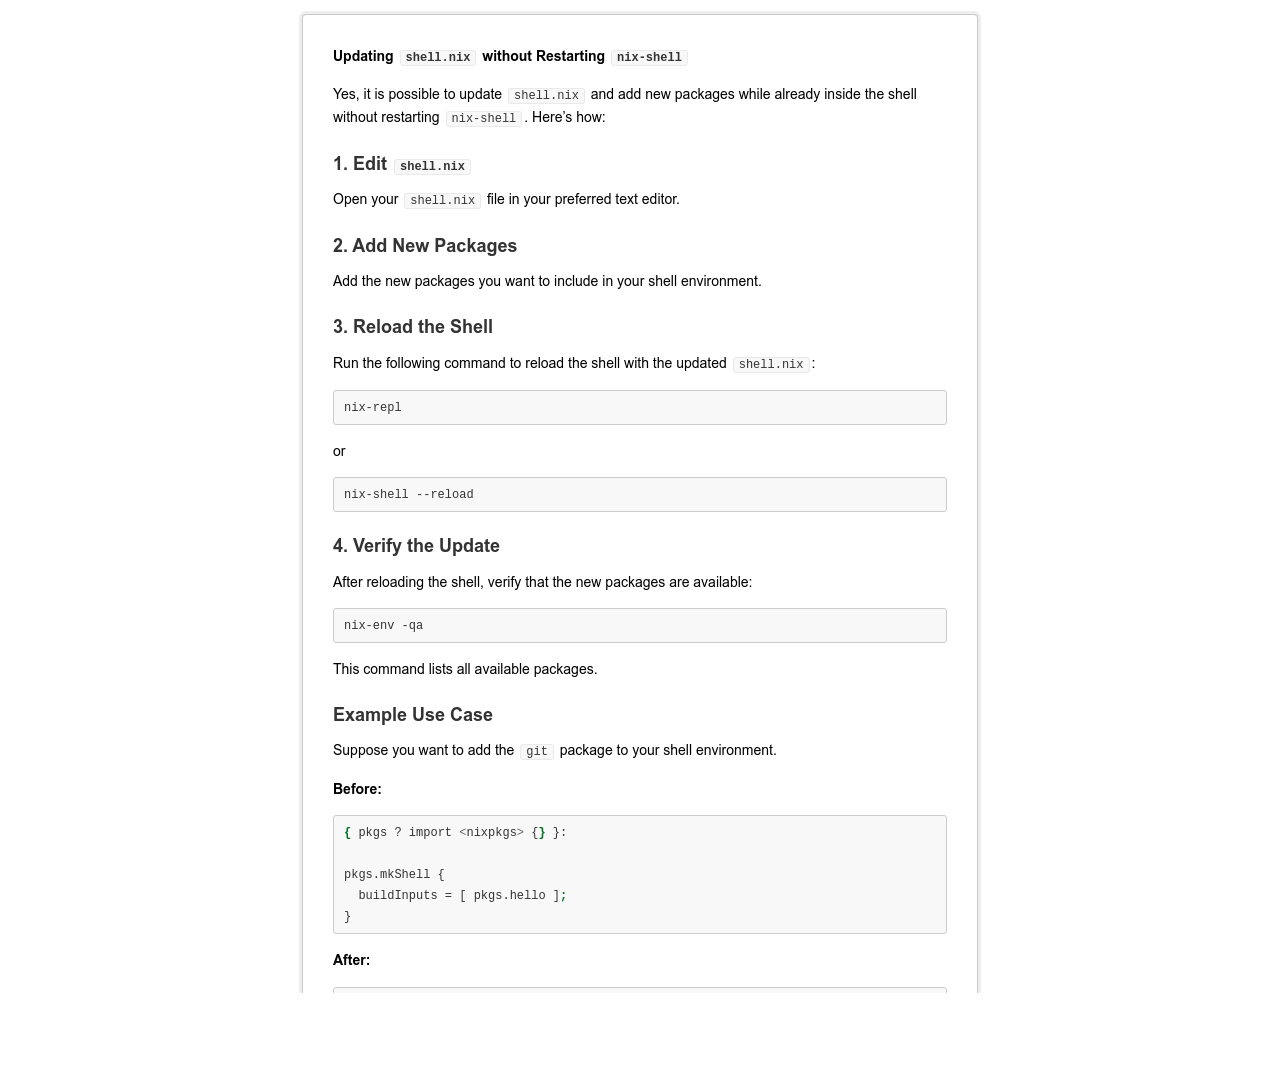 Updating shell.nix without Restarting nix-shell
Yes, it is possible to update shell.nix and add new packages while already inside the shell
without restarting nix-shell . Here’s how:
1. Edit shell.nix
Open your shell.nix file in your preferred text editor.
2. Add New Packages
Add the new packages you want to include in your shell environment.
3. Reload the Shell
Run the following command to reload the shell with the updated shell.nix :
nix-repl
or
nix-shell --reload
4. Verify the Update
After reloading the shell, verify that the new packages are available:
nix-env -qa
This command lists all available packages.
Example Use Case
Suppose you want to add the git package to your shell environment.
Before:
{ pkgs ? import <nixpkgs> {} }:
pkgs.mkShell {
  buildInputs = [ pkgs.hello ];
}
After: